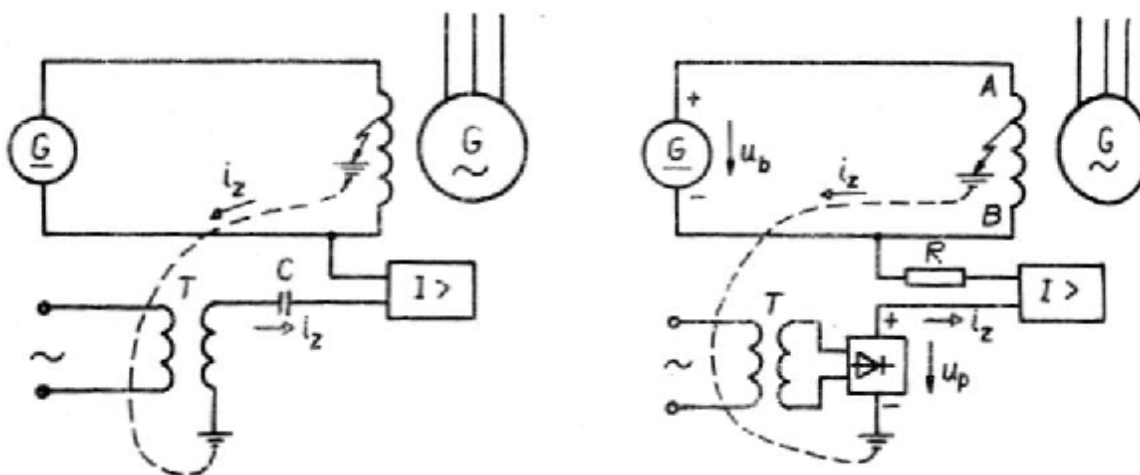 G
G
~
i_z
T
C
I >
~
i_z
+
G
u_b
-
A
B
G
~
i_z
R
I >
T
+
i_z
~
u_p
-